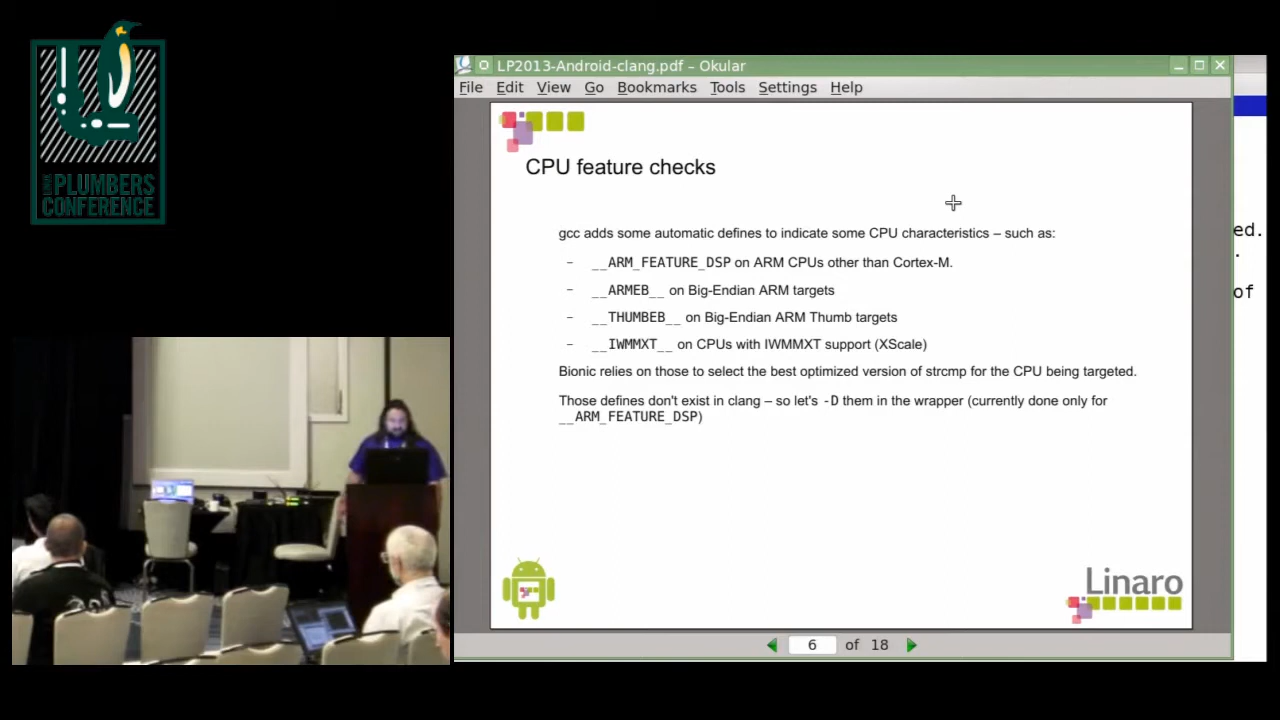 LINUX
PLUMBERS
CONFERENCE
LP2013-Android-clang.pdf – Okular
File Edit View Go Bookmarks Tools Settings Help
CPU feature checks
gcc adds some automatic defines to indicate some CPU characteristics – such as:
– __ARM_FEATURE_DSP on ARM CPUs other than Cortex-M.
– __ARMEB__ on Big-Endian ARM targets
– __THUMBEB__ on Big-Endian ARM Thumb targets
– __IWMMXT__ on CPUs with IWMMXT support (XScale)
Bionic relies on those to select the best optimized version of strcmp for the CPU being targeted.
Those defines don't exist in clang – so let's -D them in the wrapper (currently done only for
__ARM_FEATURE_DSP)
Linaro
6 of 18
ed.
.
of